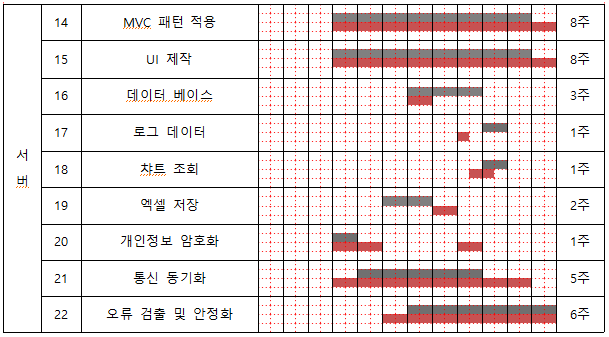 서버
14 MVC 패턴 적용 8주
15 UI 제작 8주
16 데이터 베이스 3주
17 로그 데이터 1주
18 챠트 조회 1주
19 엑셀 저장 2주
20 개인정보 암호화 1주
21 통신 동기화 5주
22 오류 검출 및 안정화 6주